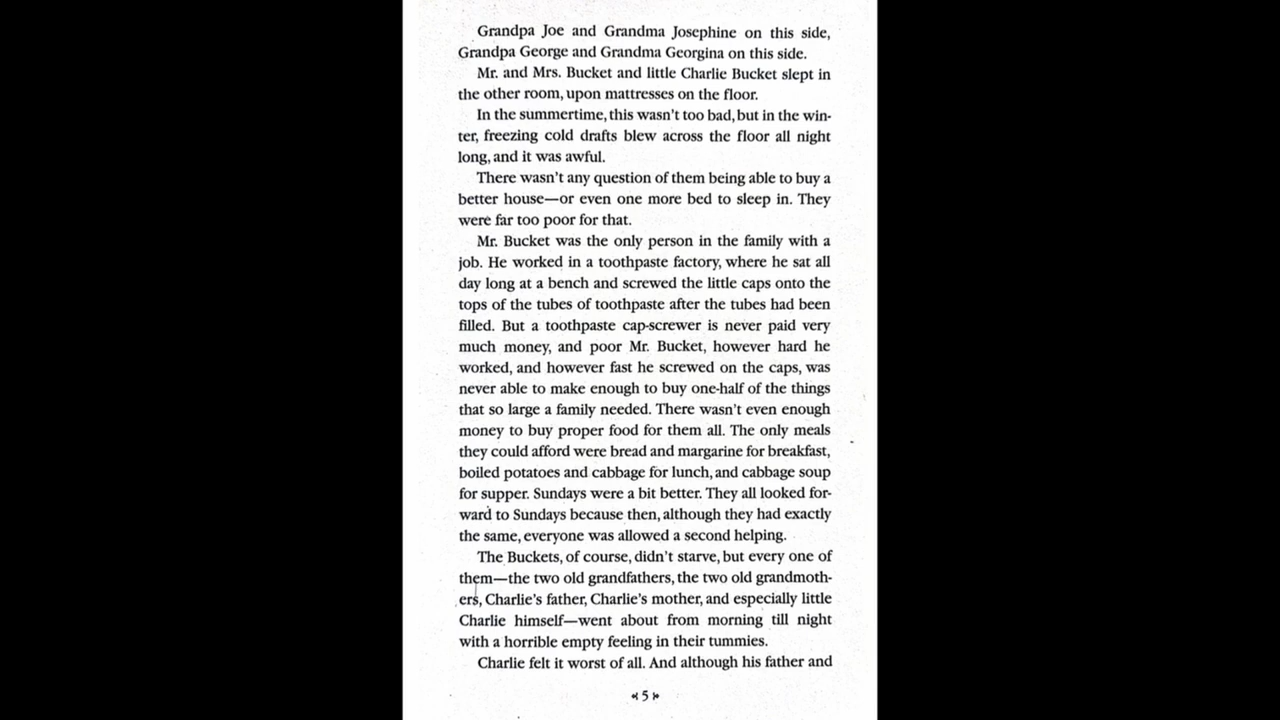 Grandpa Joe and Grandma Josephine on this side,
Grandpa George and Grandma Georgina on this side.
Mr. and Mrs. Bucket and little Charlie Bucket slept in
the other room, upon mattresses on the floor.
In the summertime, this wasn't too bad, but in the win-
ter, freezing cold drafts blew across the floor all night
long, and it was awful.
There wasn't any question of them being able to buy a
better house—or even one more bed to sleep in. They
were far too poor for that.
Mr. Bucket was the only person in the family with a
job. He worked in a toothpaste factory, where he sat all
day long at a bench and screwed the little caps onto the
tops of the tubes of toothpaste after the tubes had been
filled. But a toothpaste cap-screwer is never paid very
much money, and poor Mr. Bucket, however hard he
worked, and however fast he screwed on the caps, was
never able to make enough to buy one-half of the things
that so large a family needed. There wasn't even enough
money to buy proper food for them all. The only meals
they could afford were bread and margarine for breakfast,
boiled potatoes and cabbage for lunch, and cabbage soup
for supper. Sundays were a bit better. They all looked for-
ward to Sundays because then, although they had exactly
the same, everyone was allowed a second helping.
The Buckets, of course, didn't starve, but every one of
them—the two old grandfathers, the two old grandmoth-
ers, Charlie's father, Charlie's mother, and especially little
Charlie himself—went about from morning till night
with a horrible empty feeling in their tummies.
Charlie felt it worst of all. And although his father and
5